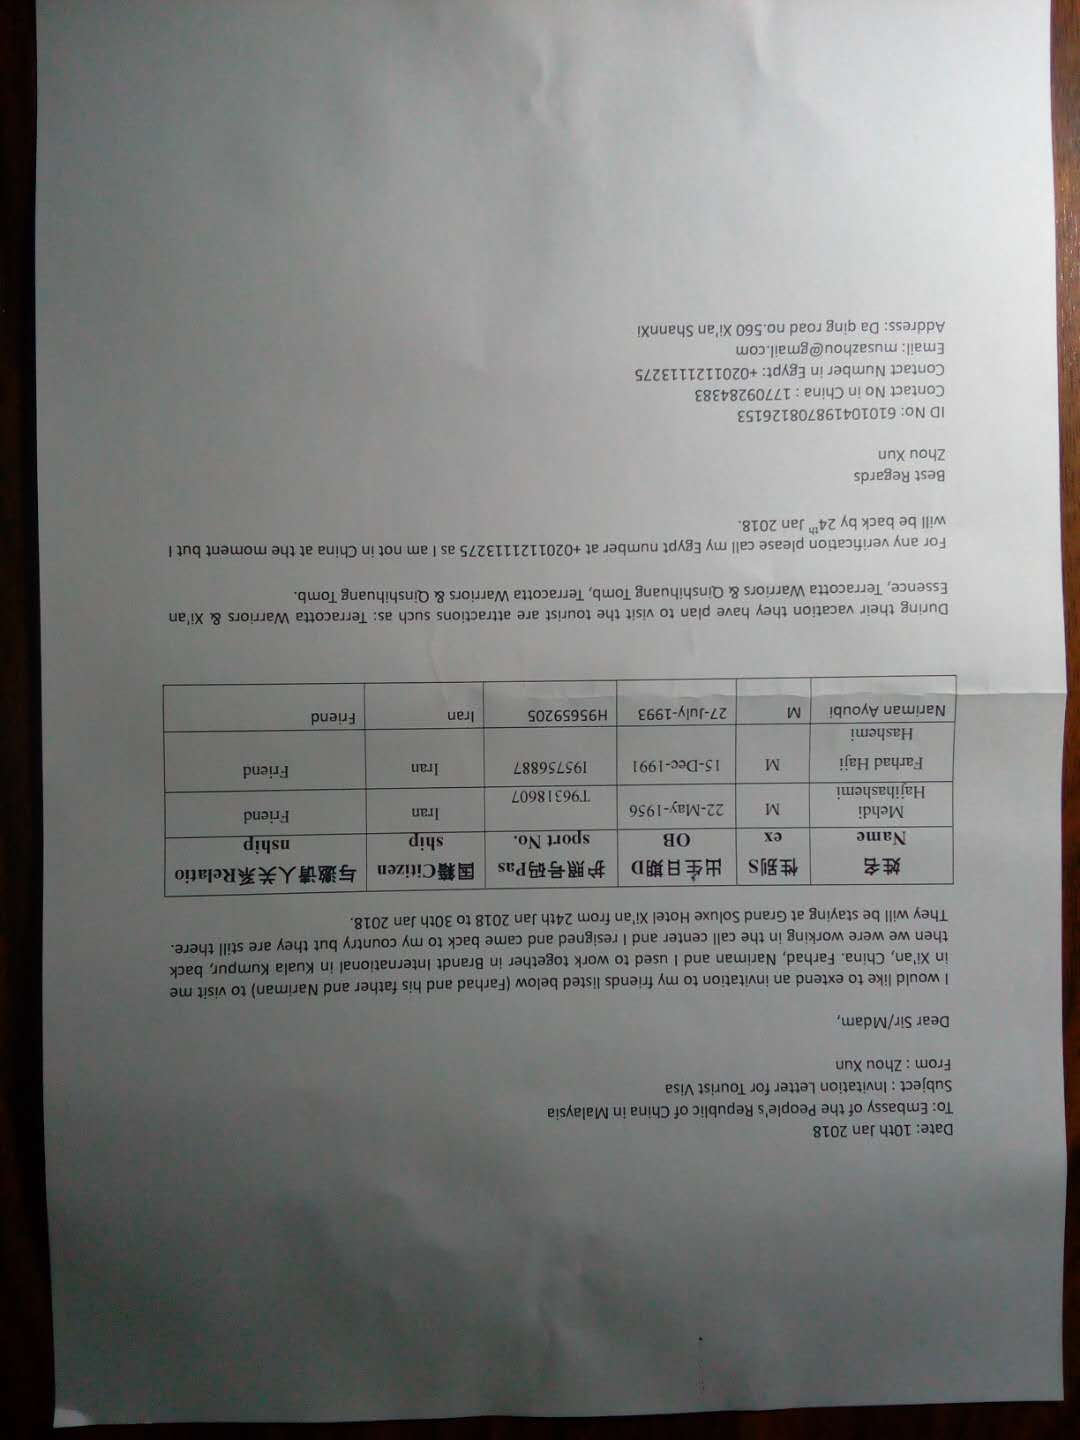 Date: 10th Jan 2018
To: Embassy of the People's Republic of China in Malaysia
Subject : Invitation Letter for Tourist Visa
From : Zhou Xun
Dear Sir/Mdam,
I would like to extend an invitation to my friends listed below (Farhad and his father and Nariman) to visit me
in Xi'an, China. Farhad, Nariman and I used to work together in Brandt International in Kuala Kumpur, back
then we were working in the call center and I resigned and came back to my country but they are still there.
They will be staying at Grand Soluxe Hotel Xi'an from 24th Jan 2018 to 30th Jan 2018.
姓名 性别S 出生日期D 护照号码Pas 国籍Citizen 与邀请人关系Relatio
Name ex OB sport No. ship nship
Mehdi M 22-May-1956 T96318607 Iran Friend
Hajihashemi
Farhad Haji M 15-Dec-1991 I95756887 Iran Friend
Hashemi
Nariman Ayoubi M 27-July-1993 H95659205 Iran Friend
During their vacation they have plan to visit the tourist are attractions such as: Terracotta Warriors & Xi'an
Essence, Terracotta Warriors & Qinshihuang Tomb, Terracotta Warriors & Qinshihuang Tomb.
For any verification please call my Egypt number at +0201121113275 as I am not in China at the moment but I
will be back by 24th Jan 2018.
Best Regards
Zhou Xun
ID No: 610104198708126153
Contact No in China : 17709284383
Contact Number in Egypt: +0201121113275
Email: musazhou@gmail.com
Address: Da qing road no.560 Xi'an ShannXi